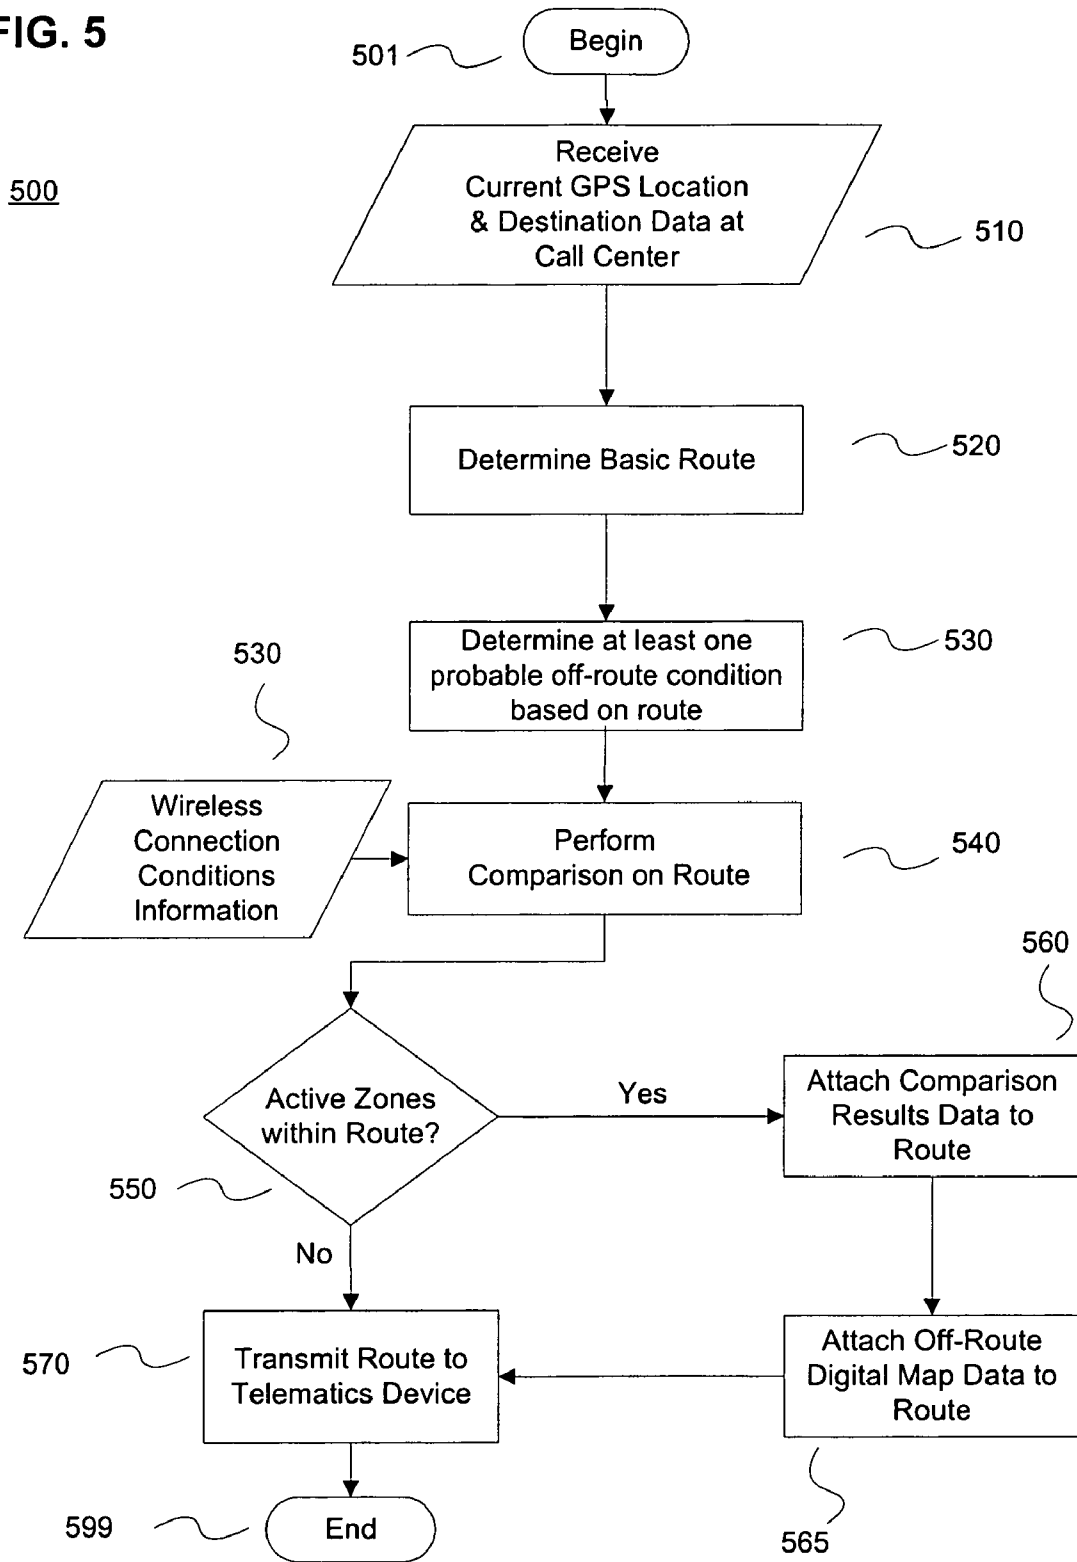 FIG. 5
500
501
Begin
Receive
Current GPS Location
& Destination Data at
Call Center
510
Determine Basic Route
520
Determine at least one
probable off-route condition
based on route
530
530
Wireless
Connection
Conditions
Information
Perform
Comparison on Route
540
Active Zones
within Route?
550
Yes
No
560
Attach Comparison
Results Data to
Route
Attach Off-Route
Digital Map Data to
Route
565
570
Transmit Route to
Telematics Device
599
End